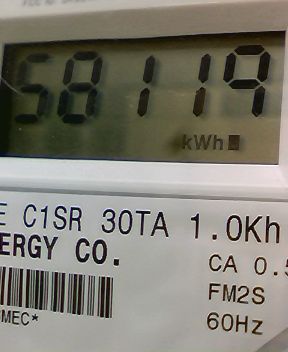 58119
kWh
E C1SR 30TA 1.0Kh
ERGY CO.
CA 0.5
FM2S
MEC*
60Hz